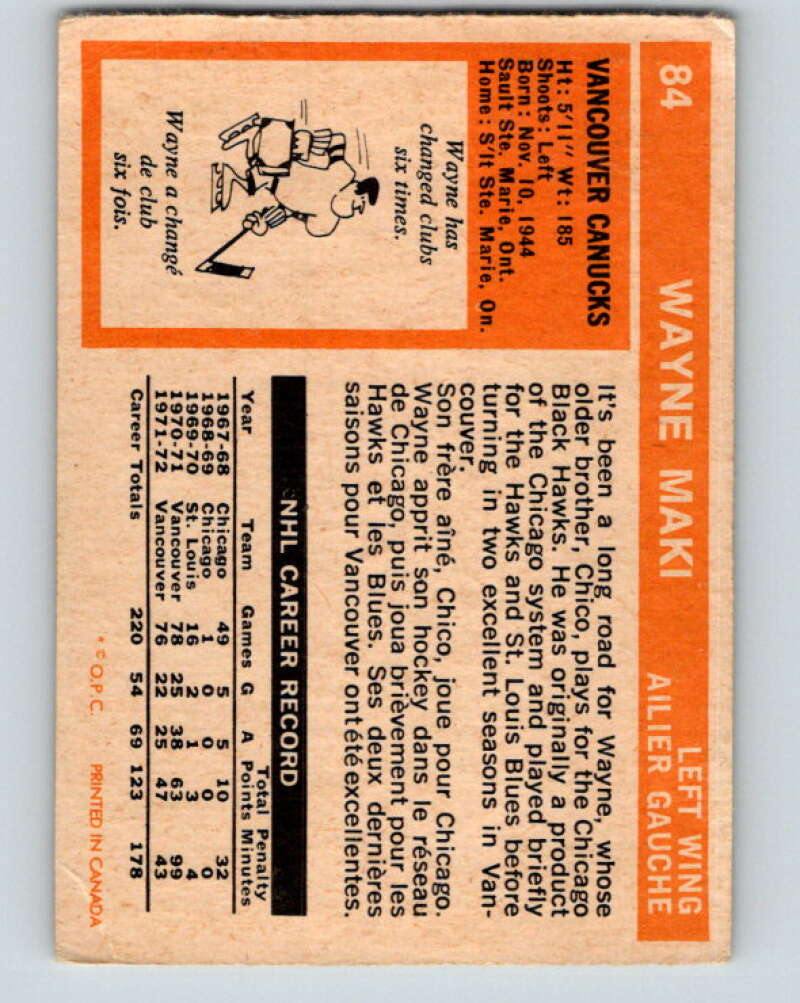 84 WAYNE MAKI LEFT WING
AILIER GAUCHE
VANCOUVER CANUCKS
Ht: 5'11" Wt: 185
Shoots: Left
Born: Nov. 10, 1944
Sault Ste. Marie, Ont.
Home: S'lt Ste. Marie, On.
Wayne has
changed clubs
six times.
Wayne a changé
de club
six fois.
It's been a long road for Wayne, whose
older brother, Chico, plays for the Chicago
Black Hawks. He was originally a product
of the Chicago system and played briefly
for the Hawks and St. Louis Blues before
turning in two excellent seasons in Van-
couver.
Son frère aîné, Chico, joue pour Chicago.
Wayne apprit son hockey dans le réseau
de Chicago, puis joua brièvement pour les
Hawks et les Blues. Ses deux dernières
saisons pour Vancouver ont été excellentes.
NHL CAREER RECORD
Total Penalty
Year Team Games G A Points Minutes
1967-68 Chicago 49 5 5 10 32
1968-69 Chicago 1 0 0 0 0
1969-70 St. Louis 16 2 1 3 4
1970-71 Vancouver 78 25 38 63 99
1971-72 Vancouver 76 22 25 47 43
Career Totals 220 54 69 123 178
* © O.P.C. PRINTED IN CANADA